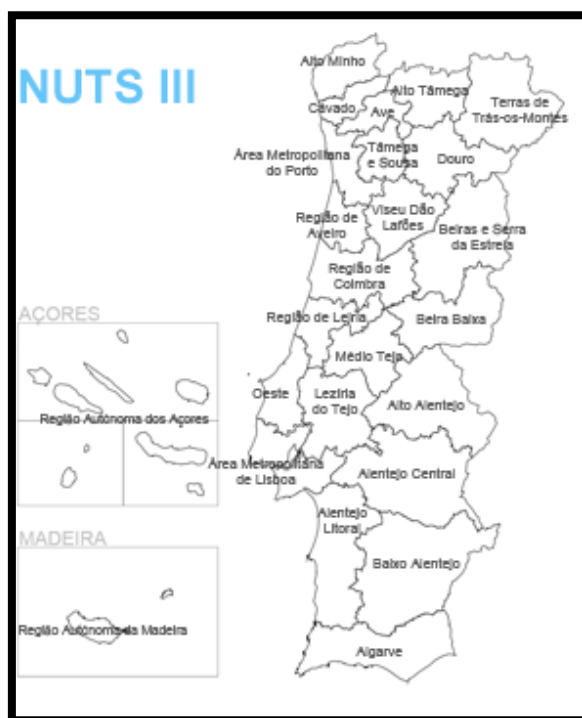 NUTS III
Alto Minho
Alto Tâmega
Terras de
Trás-os-Montes
Cávado
Ave
Tâmega
e Sousa
Área Metropolitana
do Porto
Douro
Região de
Aveiro
Viseu Dão
Lafões
Beiras e Serra
da Estrela
Região de
Coimbra
AÇORES
Região de Leiria
Beira Baixa
Médio Tejo
Oeste
Lezíria
do Tejo
Alto Alentejo
Região Autónoma dos Açores
Área Metropolitana
de Lisboa
Alentejo Central
Alentejo
Litoral
MADEIRA
Baixo Alentejo
Região Autónoma da Madeira
Algarve